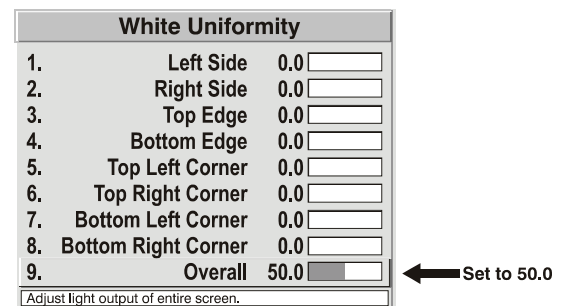 White Uniformity
1. Left Side 0.0
2. Right Side 0.0
3. Top Edge 0.0
4. Bottom Edge 0.0
5. Top Left Corner 0.0
6. Top Right Corner 0.0
7. Bottom Left Corner 0.0
8. Bottom Right Corner 0.0
9. Overall 50.0 Set to 50.0
Adjust light output of entire screen.